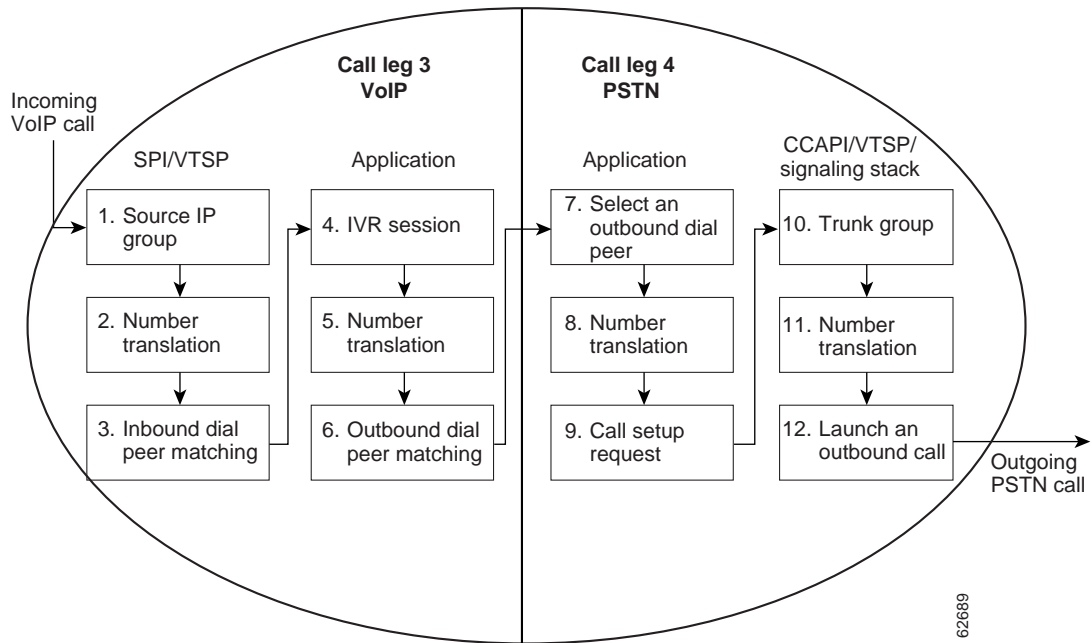 Call leg 3
VoIP
Call leg 4
PSTN
Incoming
VoIP call
SPI/VTSP
Application
Application
CCAPI/VTSP/
signaling stack
1. Source IP
group
2. Number
translation
3. Inbound dial
peer matching
4. IVR session
5. Number
translation
6. Outbound dial
peer matching
7. Select an
outbound dial
peer
8. Number
translation
9. Call setup
request
10. Trunk group
11. Number
translation
12. Launch an
outbound call
Outgoing
PSTN call
62689